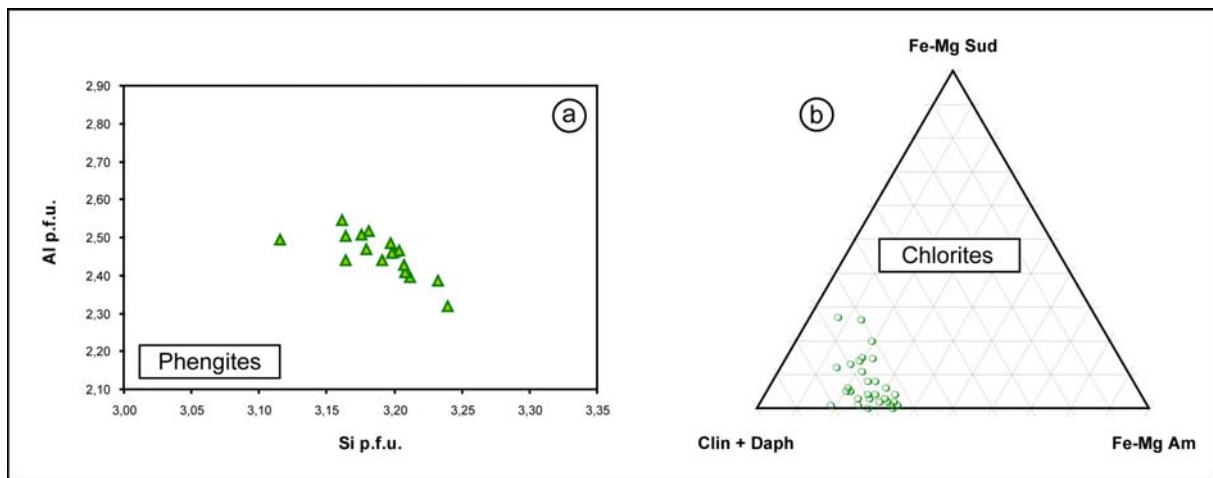 Fe-Mg Sud
2,90
a
b
2,80
2,70
2,60
2,50
2,40
2,30
2,20
2,10
Al p.f.u.
Phengites
3,00 3,05 3,10 3,15 3,20 3,25 3,30 3,35
Si p.f.u.
Chlorites
Clin + Daph
Fe-Mg Am